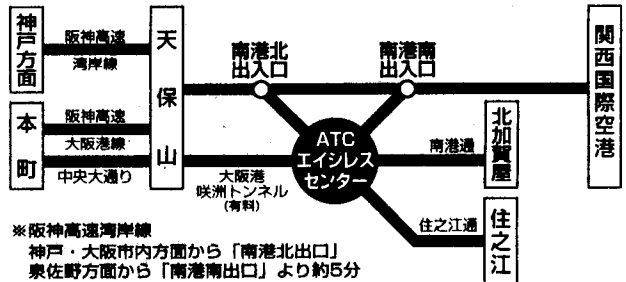 神戸方面
阪神高速
湾岸線
天保山
南港北
出入口
南港南
出入口
関西国際空港
本町
阪神高速
大阪港線
中央大通り
大阪港
咲洲トンネル
(有料)
ATC
エイジレス
センター
南港通
北加賀屋
住之江通
住之江
※阪神高速湾岸線
神戸・大阪市内方面から「南港北出口」
泉佐野方面から「南港南出口」より約5分